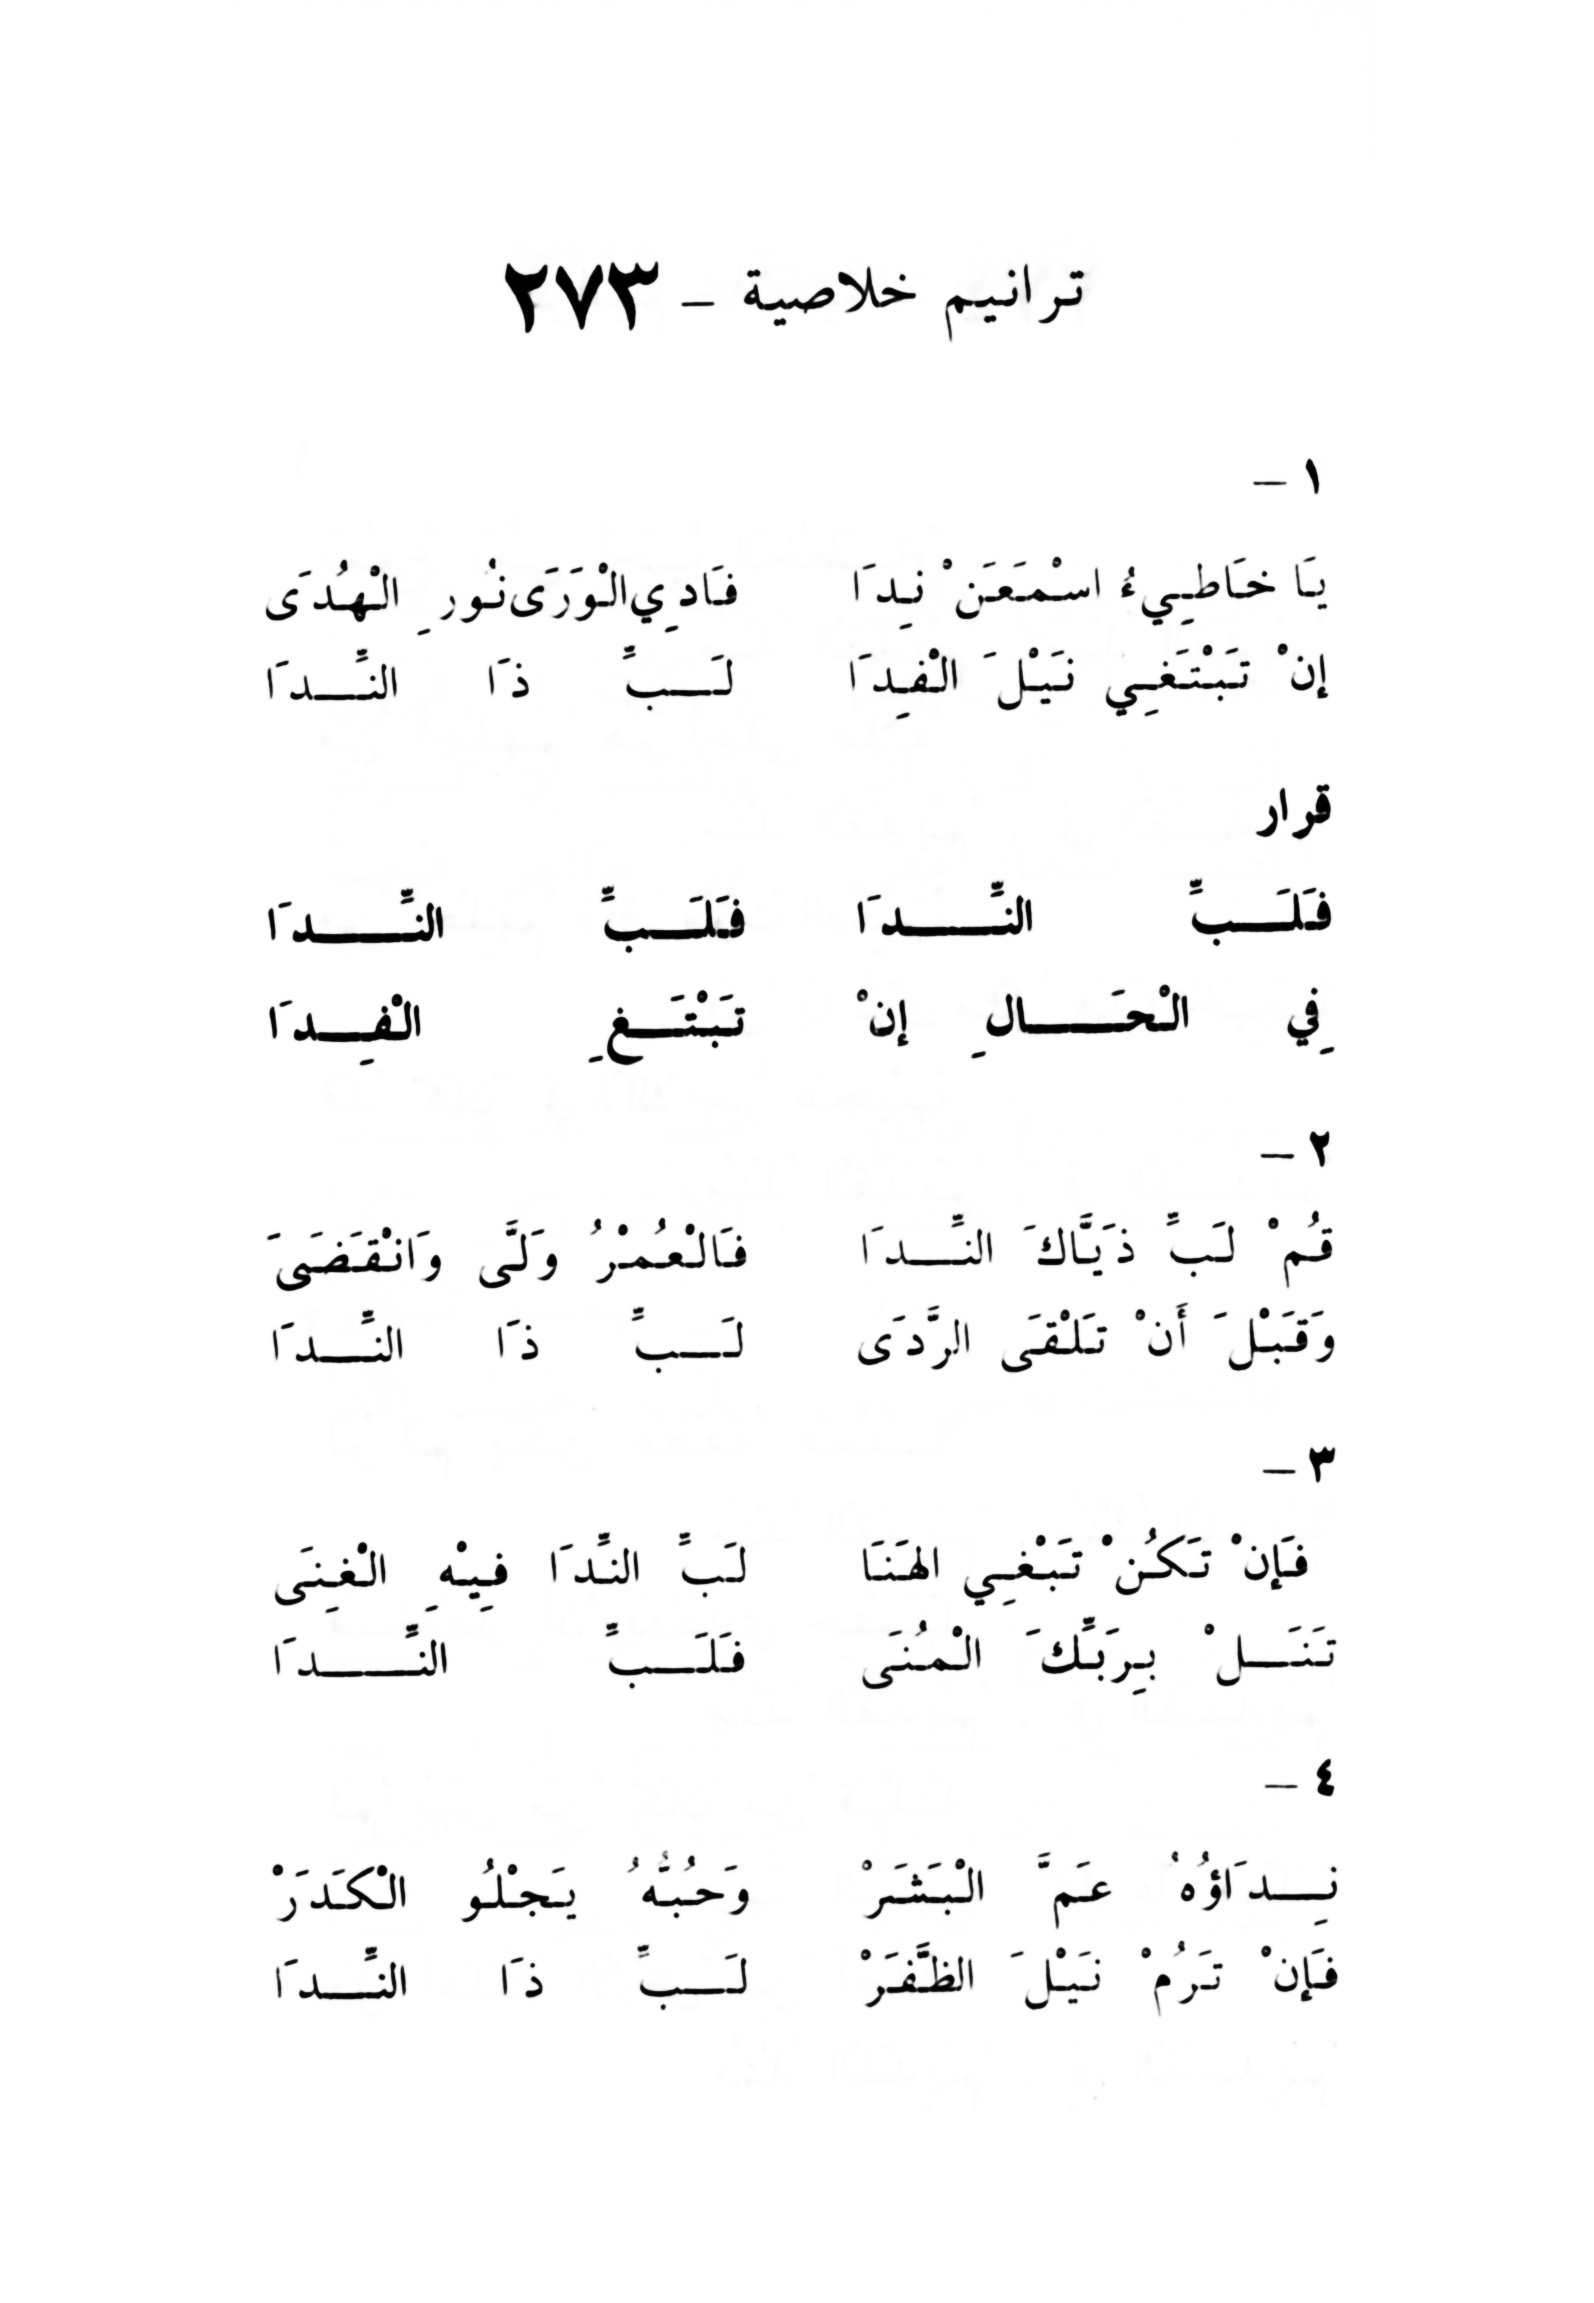 ترانيم خلاصية - ٢٧٣
١ -
يَا خَاطِيءُ اسْمَعَنْ نِدَا فَادِي الْوَرَى نُورِ الْهُدَى
إنْ تَبْتَغِي نَيْلَ الْفِدَا لَبِّ ذَا النِّدَا
قرار
فَلَبِّ النِّدَا فَلَبِّ النِّدَا
فِي الْحَالِ إنْ تَبْتَغِ الْفِدَا
٢ -
قُمْ لَبِّ ذَيَّاكَ النِّدَا فَالْعُمْرُ وَلَّى وَانْقَضَىَ
وَقَبْلَ أَنْ تَلْقَى الرَّدَى لَبِّ ذَا النِّدَا
٣ -
فَإنْ تَكُنْ تَبْغِي الهَنَا لَبِّ النِّدَا فِيْهِ الْغِنَى
تَنَلْ بِرَبِّكَ الْمُنَى فَلَبِّ النِّدَا
٤ -
نِدَاؤُهُ عَمَّ الْبَشَرْ وَحُبُّهُ يَجْلُو الْكَدَرْ
فَإنْ تَرُمْ نَيْلَ الظَّفَرْ لَبِّ ذَا النِّدَا